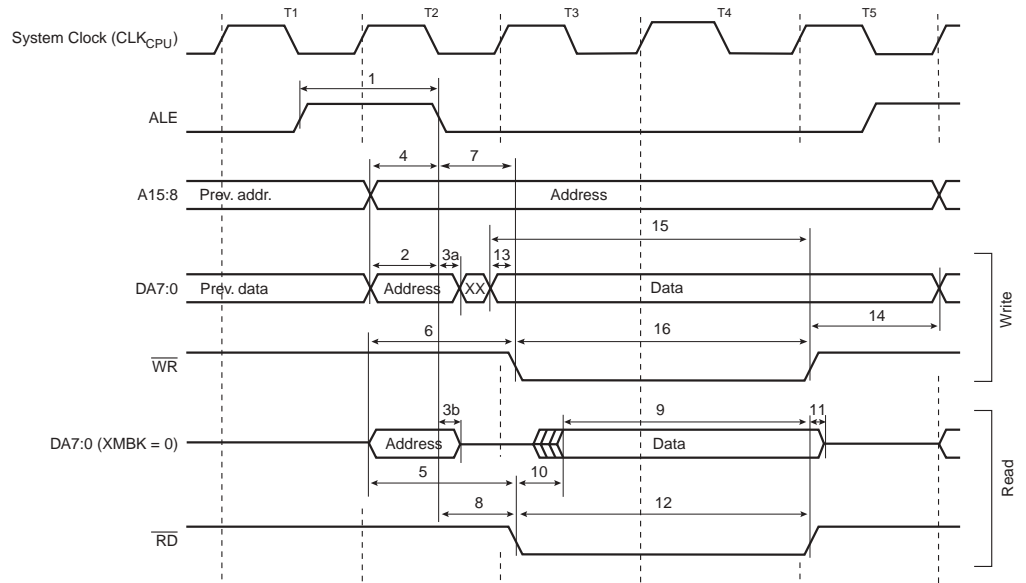 T1 T2 T3 T4 T5
System Clock (CLKCPU)
1
ALE
4 7
A15:8 Prev. addr. Address
15
2 3a 13
DA7:0 Prev. data Address XX Data
14
6 16
WR
Write
3b 9 11
DA7:0 (XMBK = 0) Address Data
5 10
8 12
RD
Read